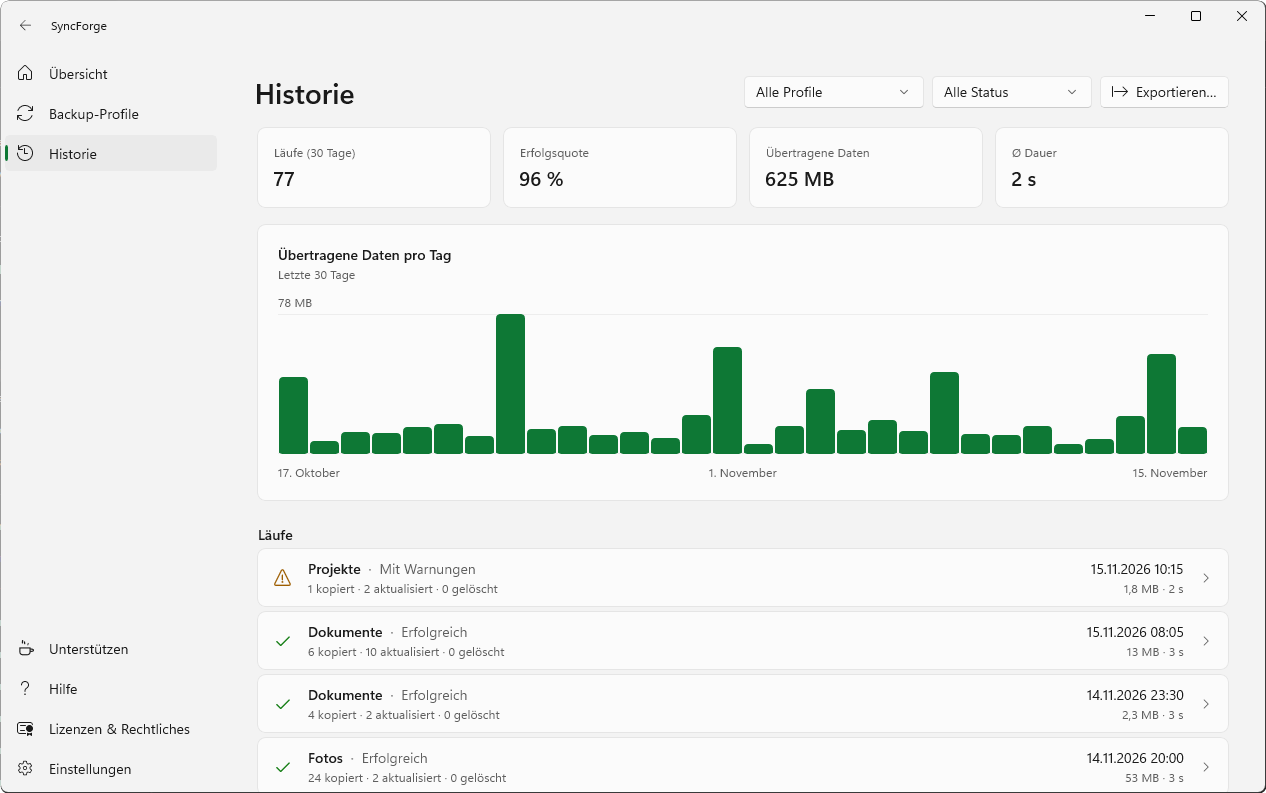 SyncForge
Übersicht
Backup-Profile
Historie
Unterstützen
Hilfe
Lizenzen & Rechtliches
Einstellungen
Historie
Alle Profile
Alle Status
Exportieren...
Läufe (30 Tage)
77
Erfolgsquote
96 %
Übertragene Daten
625 MB
Ø Dauer
2 s
Übertragene Daten pro Tag
Letzte 30 Tage
78 MB
17. Oktober
1. November
15. November
Läufe
Projekte · Mit Warnungen
1 kopiert · 2 aktualisiert · 0 gelöscht
15.11.2026 10:15
1,8 MB · 2 s
Dokumente · Erfolgreich
6 kopiert · 10 aktualisiert · 0 gelöscht
15.11.2026 08:05
13 MB · 3 s
Dokumente · Erfolgreich
4 kopiert · 2 aktualisiert · 0 gelöscht
14.11.2026 23:30
2,3 MB · 3 s
Fotos · Erfolgreich
24 kopiert · 2 aktualisiert · 0 gelöscht
14.11.2026 20:00
53 MB · 3 s